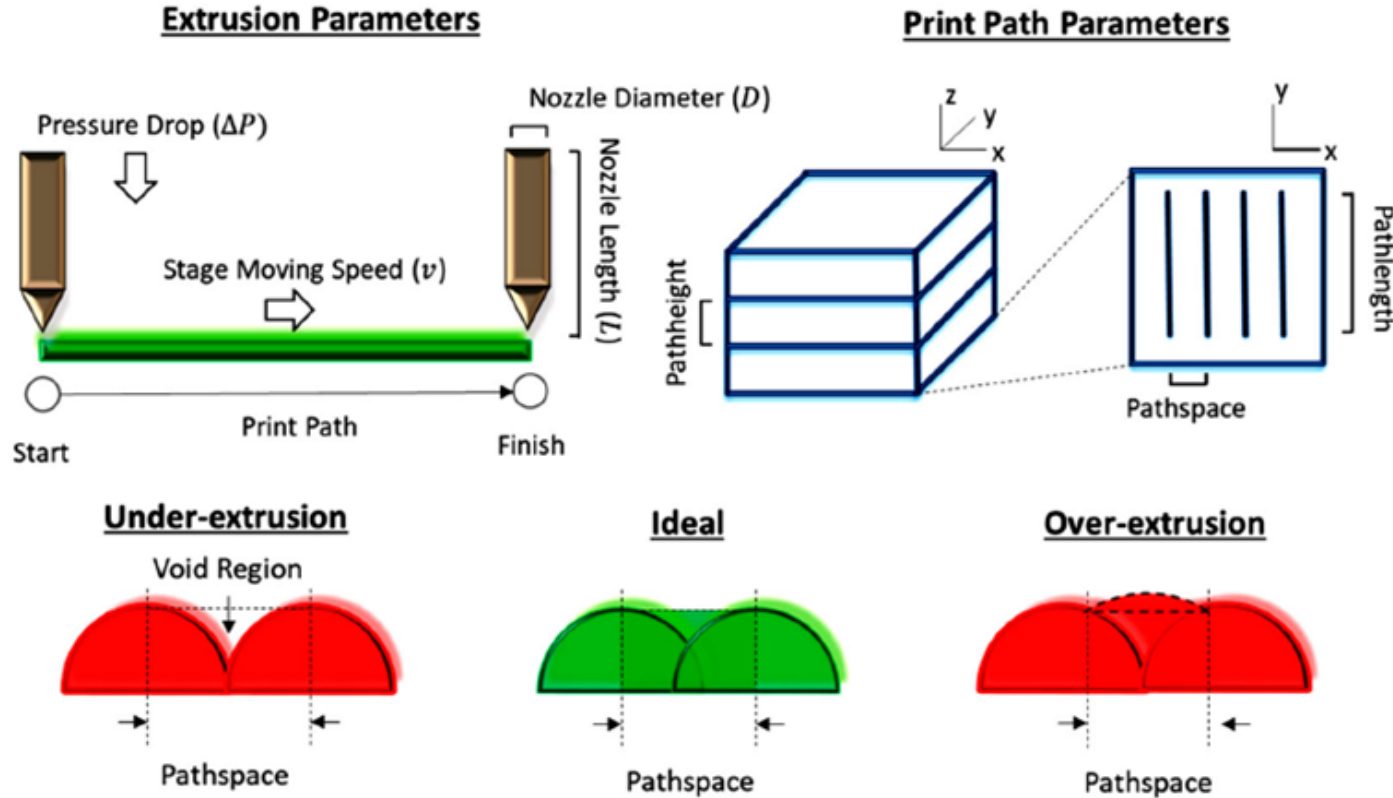 Extrusion Parameters
Pressure Drop (ΔP)
Nozzle Diameter (D)
Nozzle Length (L)
Stage Moving Speed (v)
Print Path
Start
Finish
Print Path Parameters
z
y
x
y
x
Pathheight
Pathlength
Pathspace
Under-extrusion
Void Region
Pathspace
Ideal
Pathspace
Over-extrusion
Pathspace